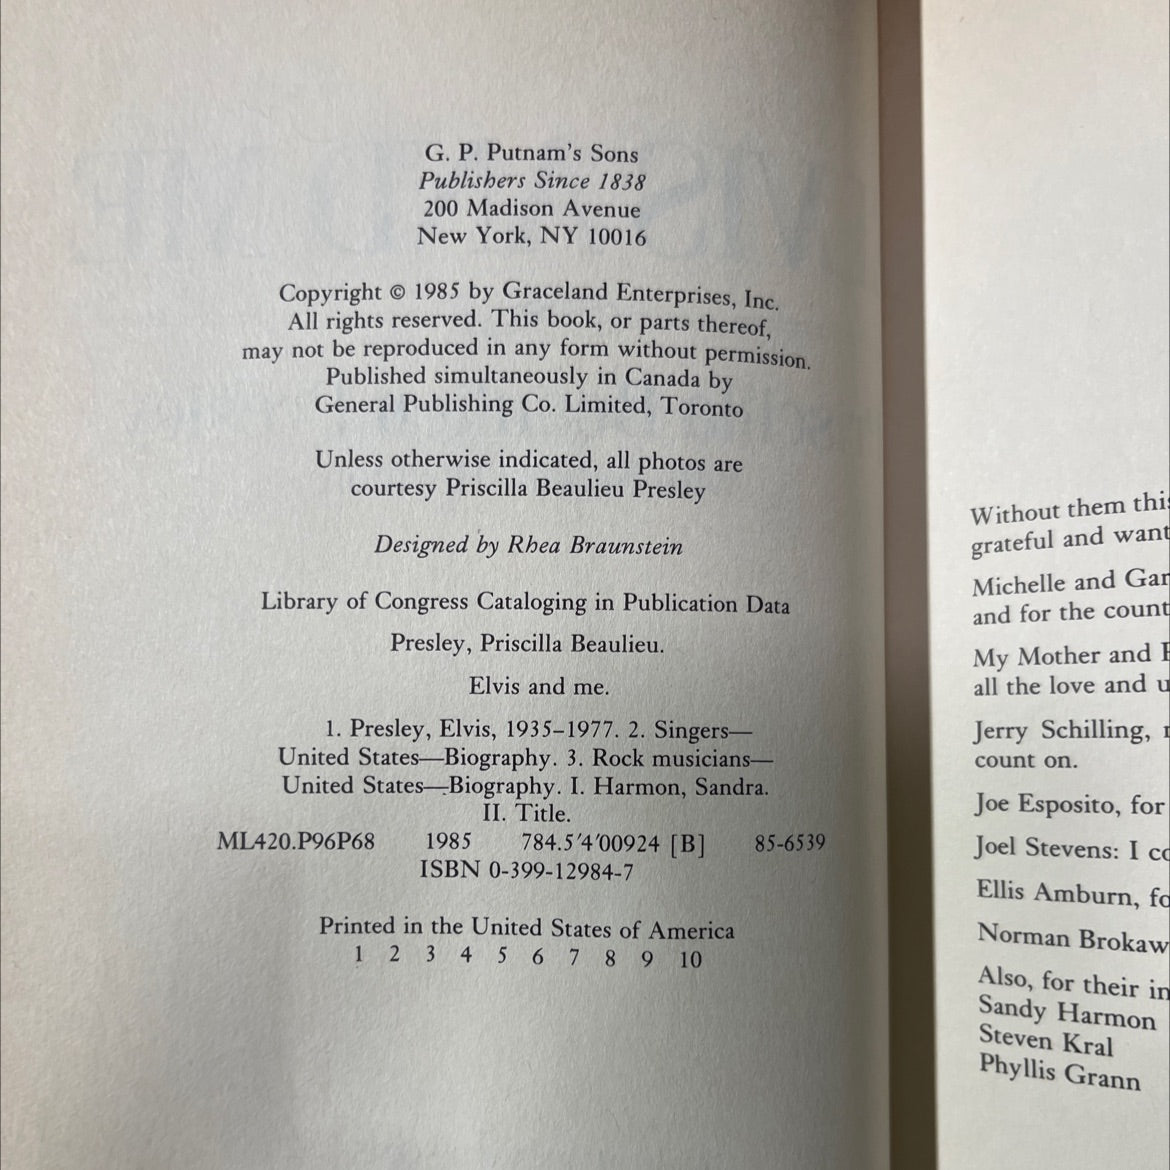 G. P. Putnam's Sons
Publishers Since 1838
200 Madison Avenue
New York, NY 10016
Copyright © 1985 by Graceland Enterprises, Inc.
All rights reserved. This book, or parts thereof,
may not be reproduced in any form without permission.
Published simultaneously in Canada by
General Publishing Co. Limited, Toronto
Unless otherwise indicated, all photos are
courtesy Priscilla Beaulieu Presley
Designed by Rhea Braunstein
Library of Congress Cataloging in Publication Data
Presley, Priscilla Beaulieu.
Elvis and me.
1. Presley, Elvis, 1935–1977. 2. Singers—
United States—Biography. 3. Rock musicians—
United States—Biography. I. Harmon, Sandra.
II. Title.
ML420.P96P68 1985 784.5′4′00924 [B] 85-6539
ISBN 0-399-12984-7
Printed in the United States of America
1 2 3 4 5 6 7 8 9 10
Without them this
grateful and want
Michelle and Gar
and for the count
My Mother and
all the love and u
Jerry Schilling,
count on.
Joe Esposito, for
Joel Stevens: I co
Ellis Amburn, fo
Norman Brokaw
Also, for their in
Sandy Harmon
Steven Kral
Phyllis Grann